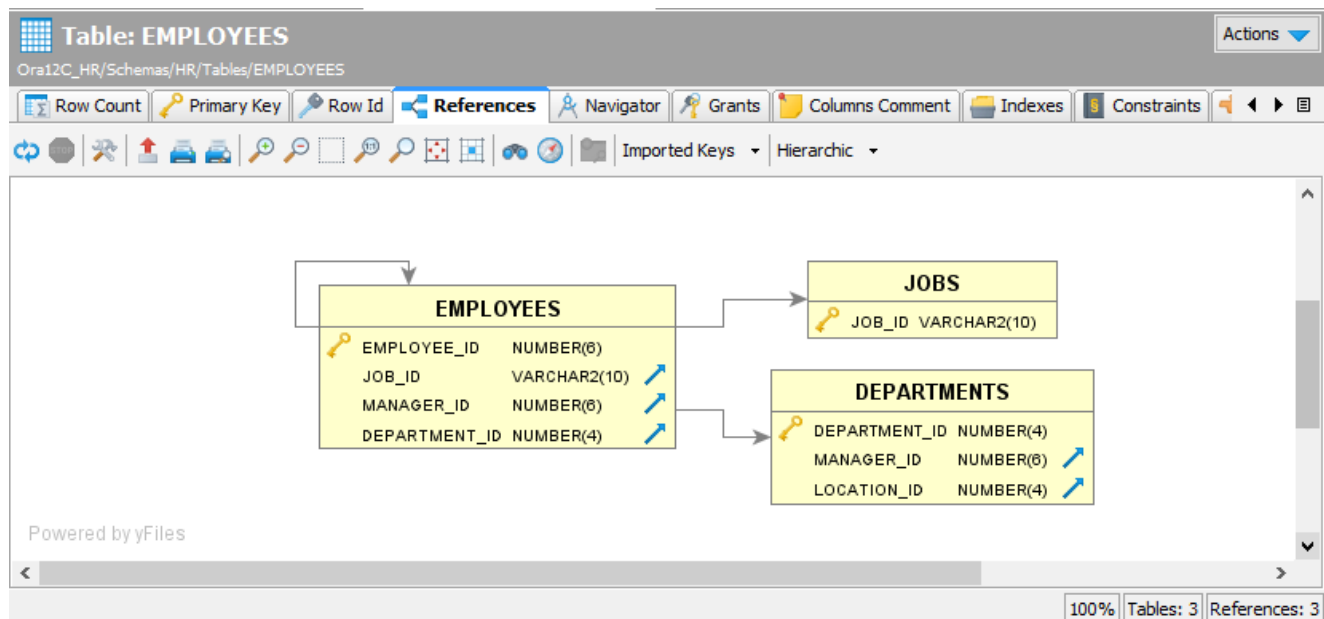 Table: EMPLOYEES
Actions
Ora12C_HR/Schemas/HR/Tables/EMPLOYEES
Row Count Primary Key Row Id References Navigator Grants Columns Comment Indexes Constraints
STOP 1:1 Imported Keys Hierarchic
EMPLOYEES
EMPLOYEE_ID NUMBER(6)
JOB_ID VARCHAR2(10)
MANAGER_ID NUMBER(6)
DEPARTMENT_ID NUMBER(4)
JOBS
JOB_ID VARCHAR2(10)
DEPARTMENTS
DEPARTMENT_ID NUMBER(4)
MANAGER_ID NUMBER(6)
LOCATION_ID NUMBER(4)
Powered by yFiles
100% Tables: 3 References: 3